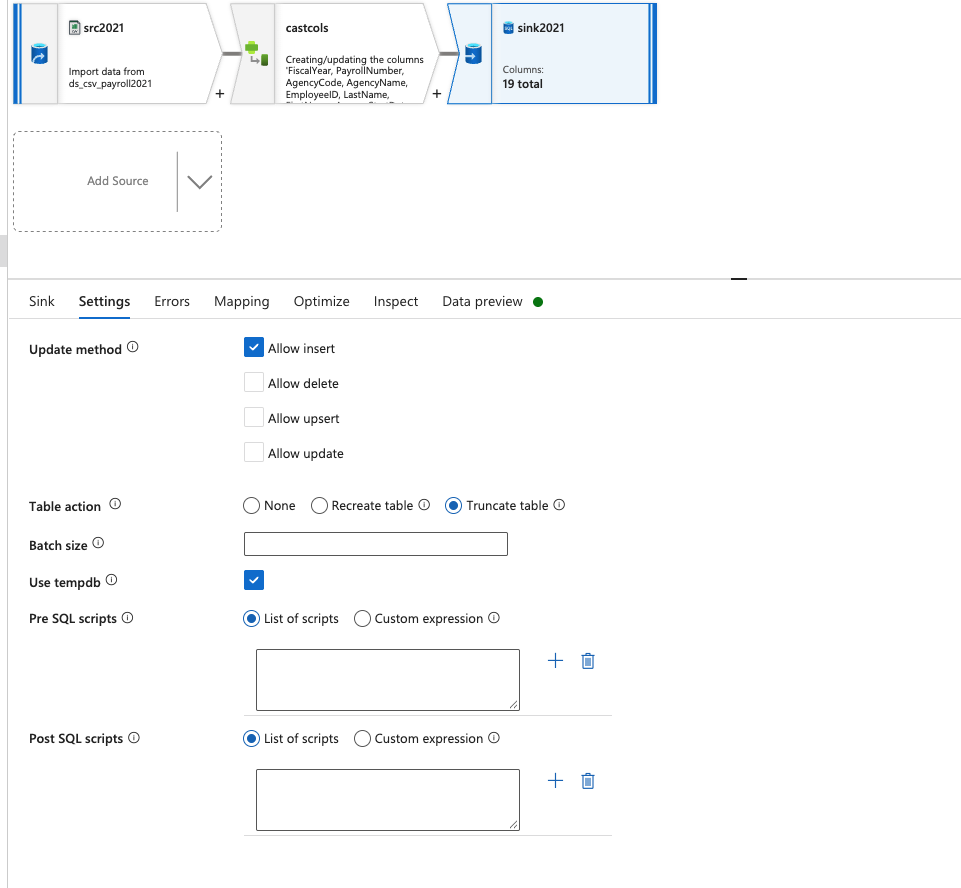 src2021
Import data from
ds_csv_payroll2021
+
castcols
Creating/updating the columns
'FiscalYear, PayrollNumber,
AgencyCode, AgencyName,
EmployeeID, LastName,
+
sink2021
Columns:
19 total
Add Source
Sink Settings Errors Mapping Optimize Inspect Data preview
Update method
Allow insert
Allow delete
Allow upsert
Allow update
Table action
None Recreate table Truncate table
Batch size
Use tempdb
Pre SQL scripts
List of scripts Custom expression
Post SQL scripts
List of scripts Custom expression